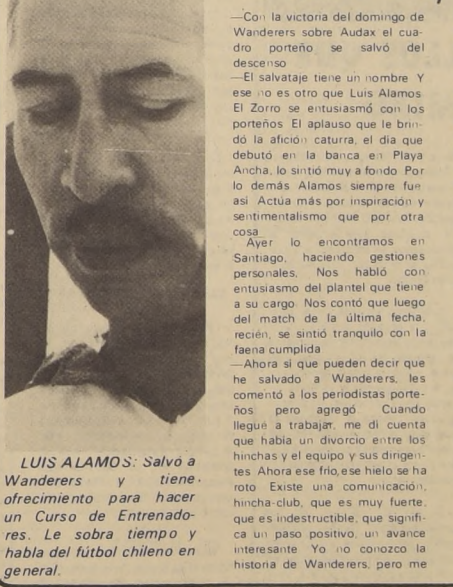 —Con la victoria del domingo de
Wanderers sobre Audax el cua-
dro porteño se salvó del
descenso
—El salvataje tiene un nombre Y
ese no es otro que Luis Alamos
El Zorro se entusiasmó con los
porteños El aplauso que le brin-
dó la afición caturra, el día que
debutó en la banca en Playa
Ancha, lo sintió muy a fondo Por
lo demás Alamos siempre fue
asi Actúa más por inspiración y
sentimentalismo que por otra
cosa
Ayer lo encontramos en
Santiago, haciendo gestiones
personales. Nos habló con
entusiasmo del plantel que tiene
a su cargo Nos contó que luego
del match de la última fecha,
recién, se sintió tranquilo con la
faena cumplida
—Ahora sí que pueden decir que
he salvado a Wanderers, les
comentó a los periodistas porte-
ños pero agregó Cuando
llegué a trabajar, me di cuenta
que habia un divorcio entre los
hinchas y el equipo y sus dirigen-
tes Ahora ese frio, ese hielo se ha
roto Existe una comunicación,
hincha-club, que es muy fuerte,
que es indestructible, que signifi-
ca un paso positivo, un avance
interesante Yo no conozco la
historia de Wanderers, pero me
LUIS ALAMOS: Salvó a
Wanderers y tiene
ofrecimiento para hacer
un Curso de Entrenado-
res. Le sobra tiempo y
habla del fútbol chileno en
general.